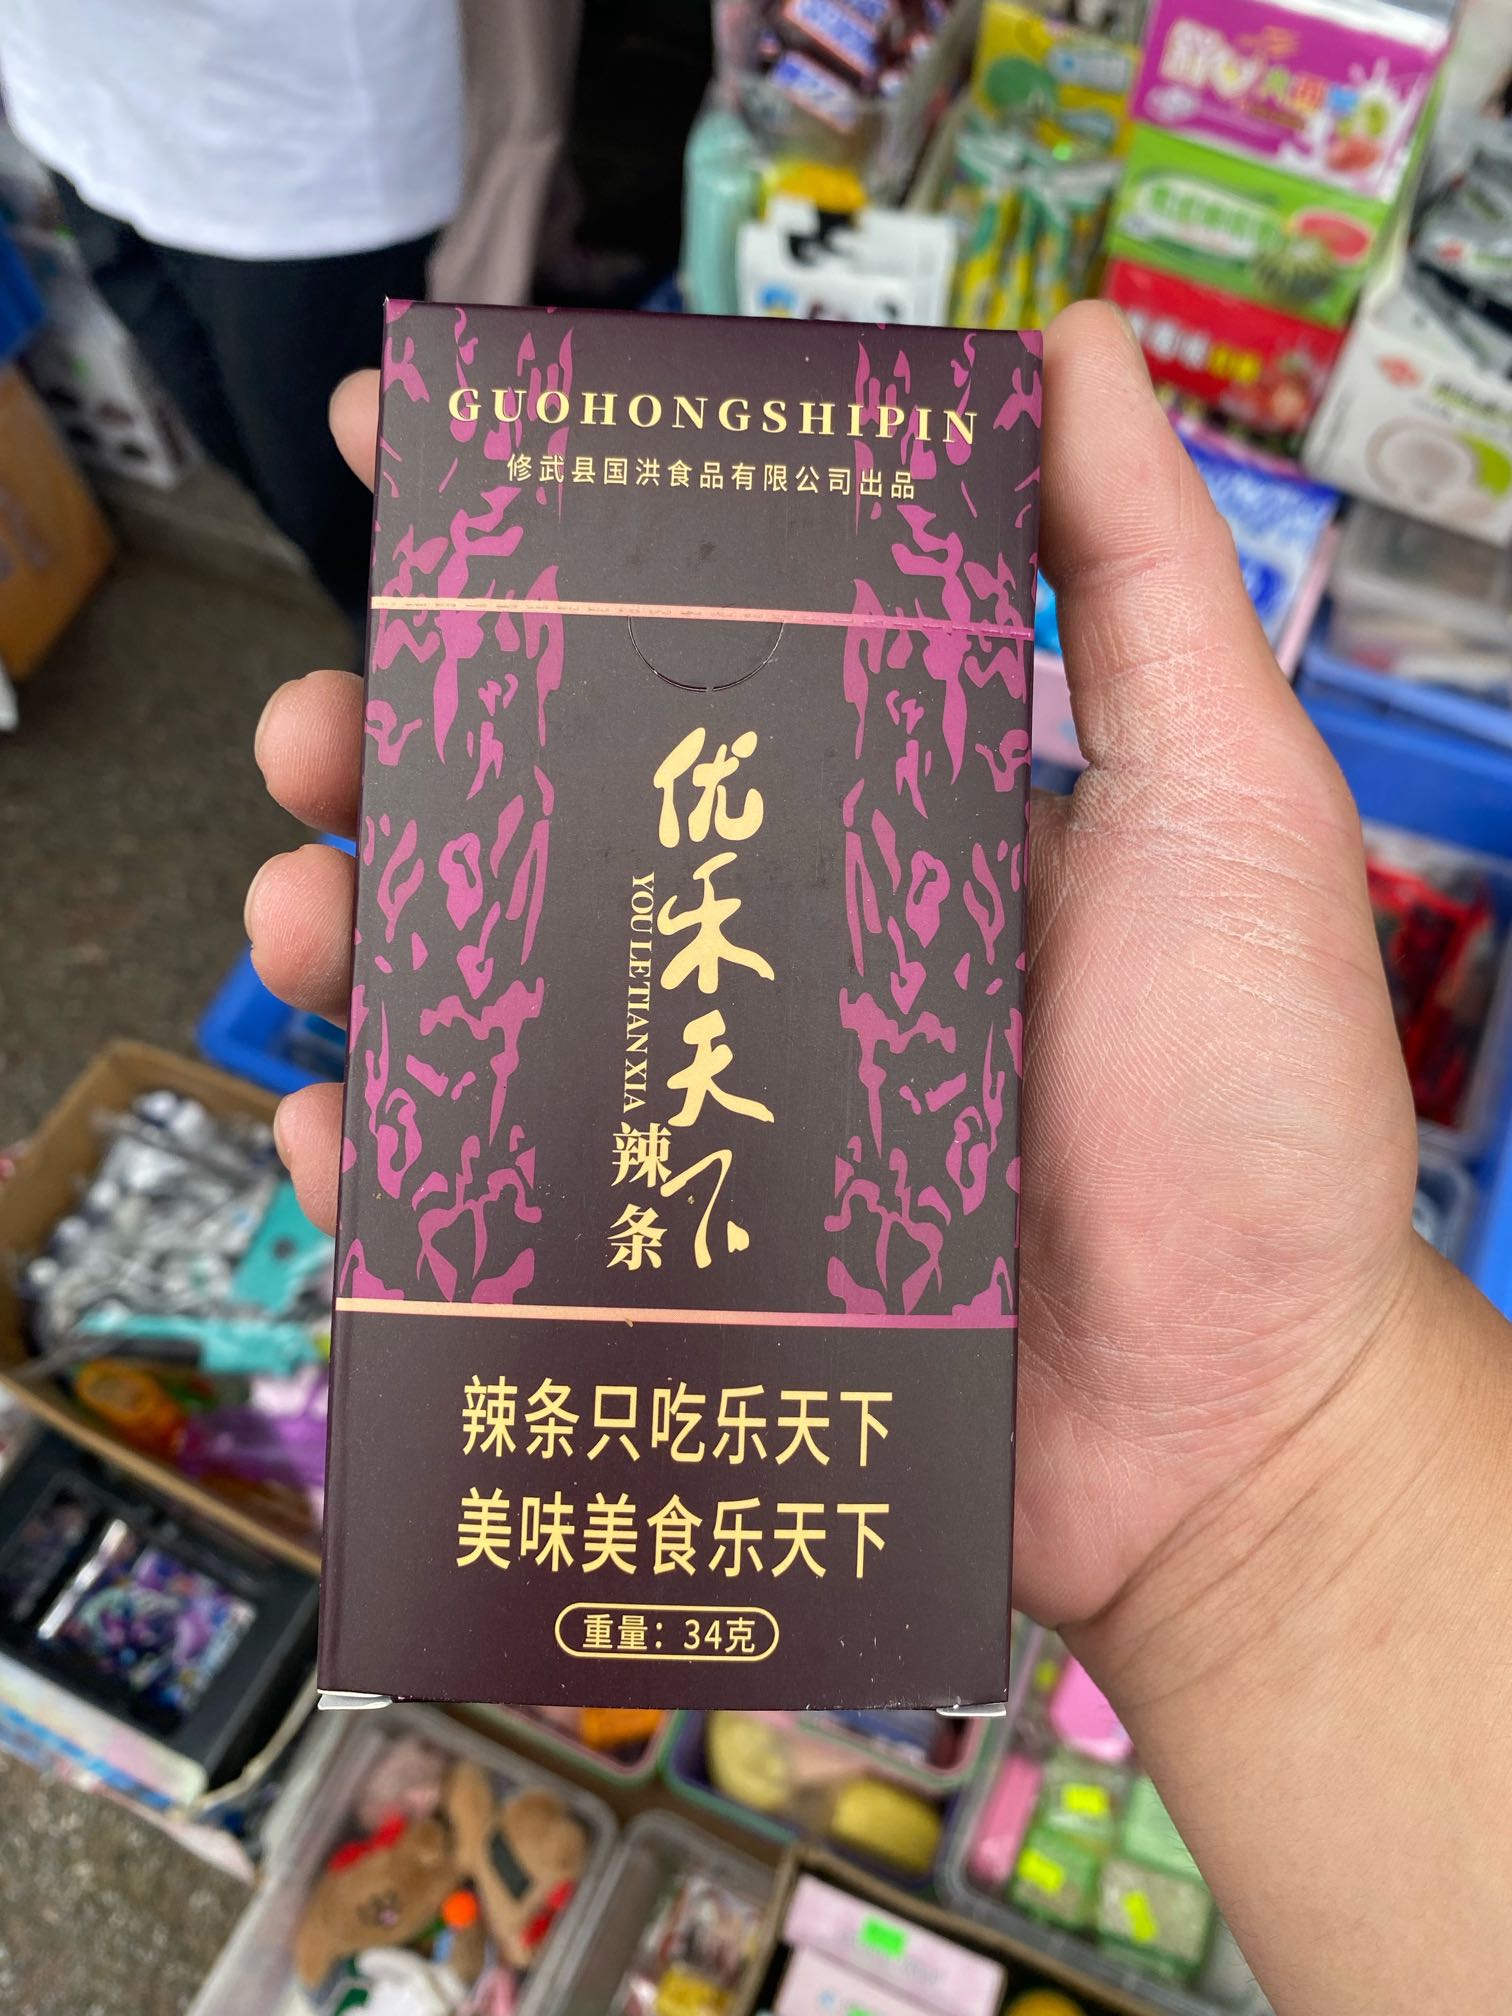 GUOHONGSHIPIN
修武县国洪食品有限公司出品
优乐天下
YOU LE TIAN XIA
辣条
辣条只吃乐天下
美味美食乐天下
重量：34克